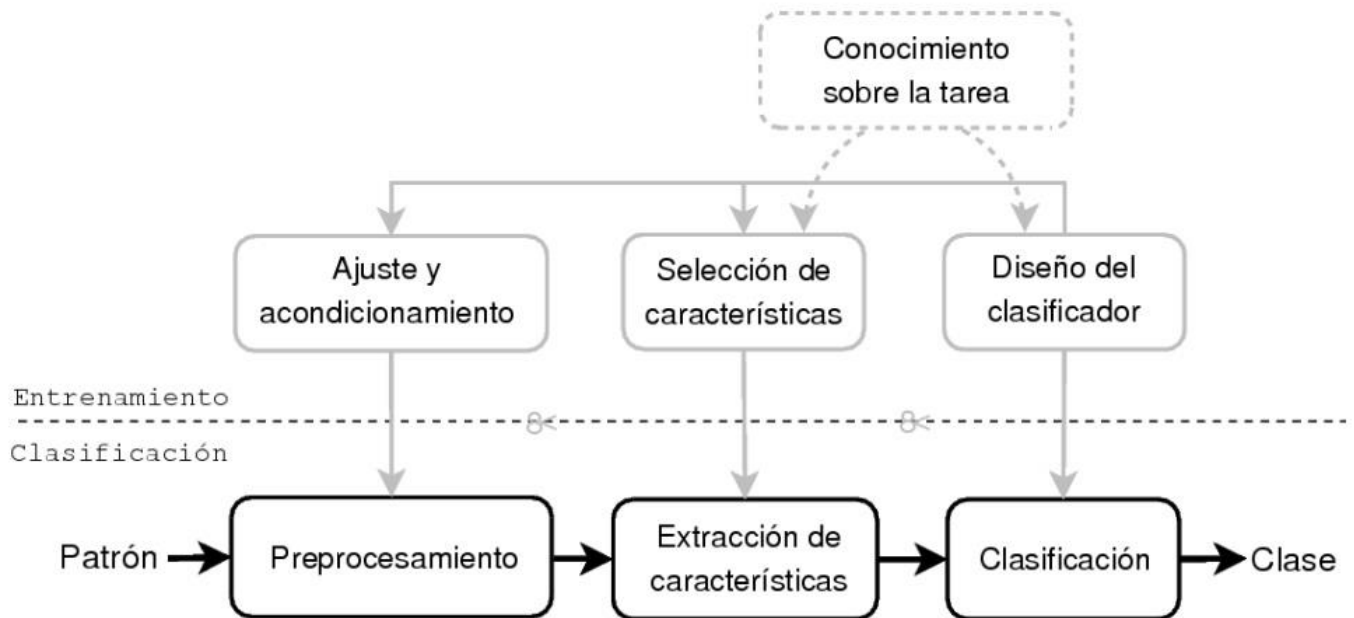 Conocimiento
sobre la tarea
Ajuste y
acondicionamiento
Selección de
características
Diseño del
clasificador
Entrenamiento
Clasificación
Patrón
Preprocesamiento
Extracción de
características
Clasificación
Clase